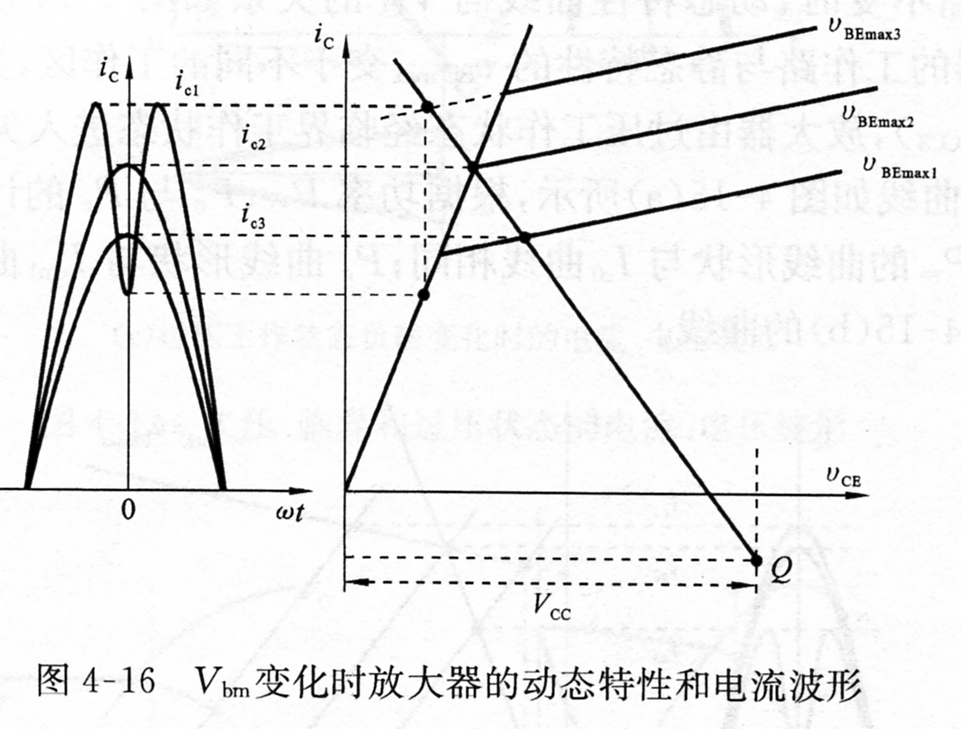 i_C
υ_BEmax3
i_C
i_c1
υ_BEmax2
i_c2
υ_BEmax1
i_c3
υ_CE
0
ωt
Q
V_CC
图 4-16 V_bm变化时放大器的动态特性和电流波形